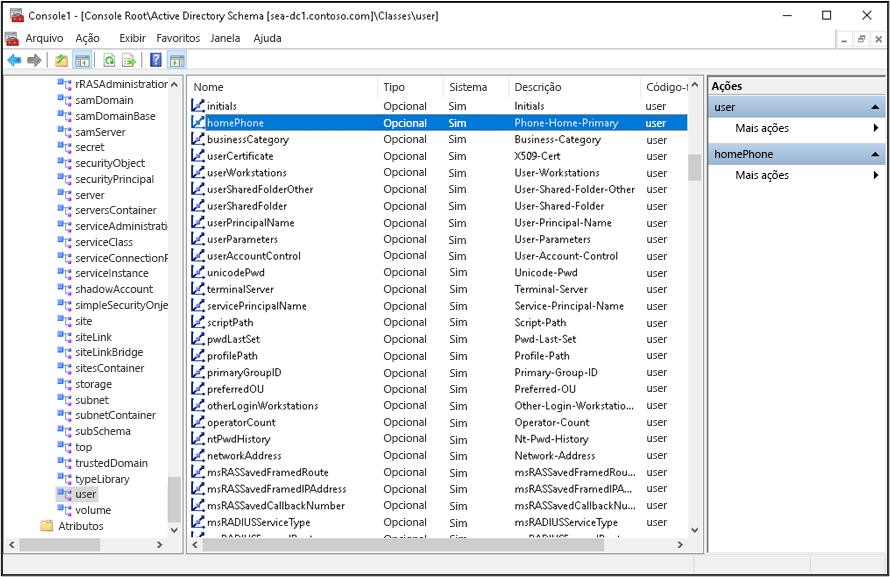 Console1 - [Console Root\Active Directory Schema [sea-dc1.contoso.com]\Classes\user]
Arquivo Ação Exibir Favoritos Janela Ajuda
rRASAdministration
samDomain
samDomainBase
samServer
secret
securityObject
securityPrincipal
server
serversContainer
serviceAdministrati
serviceClass
serviceConnectionP
serviceInstance
shadowAccount
simpleSecurityOnje
site
siteLink
siteLinkBridge
sitesContainer
storage
subnet
subnetContainer
subSchema
top
trustedDomain
typeLibrary
user
volume
Atributos
Nome Tipo Sistema Descrição Código-f
initials Opcional Sim Initials user
homePhone Opcional Sim Phone-Home-Primary user
businessCategory Opcional Sim Business-Category user
userCertificate Opcional Sim X509-Cert user
userWorkstations Opcional Sim User-Workstations user
userSharedFolderOther Opcional Sim User-Shared-Folder-Other user
userSharedFolder Opcional Sim User-Shared-Folder user
userPrincipalName Opcional Sim User-Principal-Name user
userParameters Opcional Sim User-Parameters user
userAccountControl Opcional Sim User-Account-Control user
unicodePwd Opcional Sim Unicode-Pwd user
terminalServer Opcional Sim Terminal-Server user
servicePrincipalName Opcional Sim Service-Principal-Name user
scriptPath Opcional Sim Script-Path user
pwdLastSet Opcional Sim Pwd-Last-Set user
profilePath Opcional Sim Profile-Path user
primaryGroupID Opcional Sim Primary-Group-ID user
preferredOU Opcional Sim Preferred-OU user
otherLoginWorkstations Opcional Sim Other-Login-Workstatio... user
operatorCount Opcional Sim Operator-Count user
ntPwdHistory Opcional Sim Nt-Pwd-History user
networkAddress Opcional Sim Network-Address user
msRASSavedFramedRoute Opcional Sim msRASSavedFramedRou... user
msRASSavedFramedIPAddress Opcional Sim msRASSavedFramedIPA... user
msRASSavedCallbackNumber Opcional Sim msRASSavedCallbackNu... user
msRADIUSServiceType Opcional Sim msRADIUSServiceType user
Ações
user
Mais ações
homePhone
Mais ações